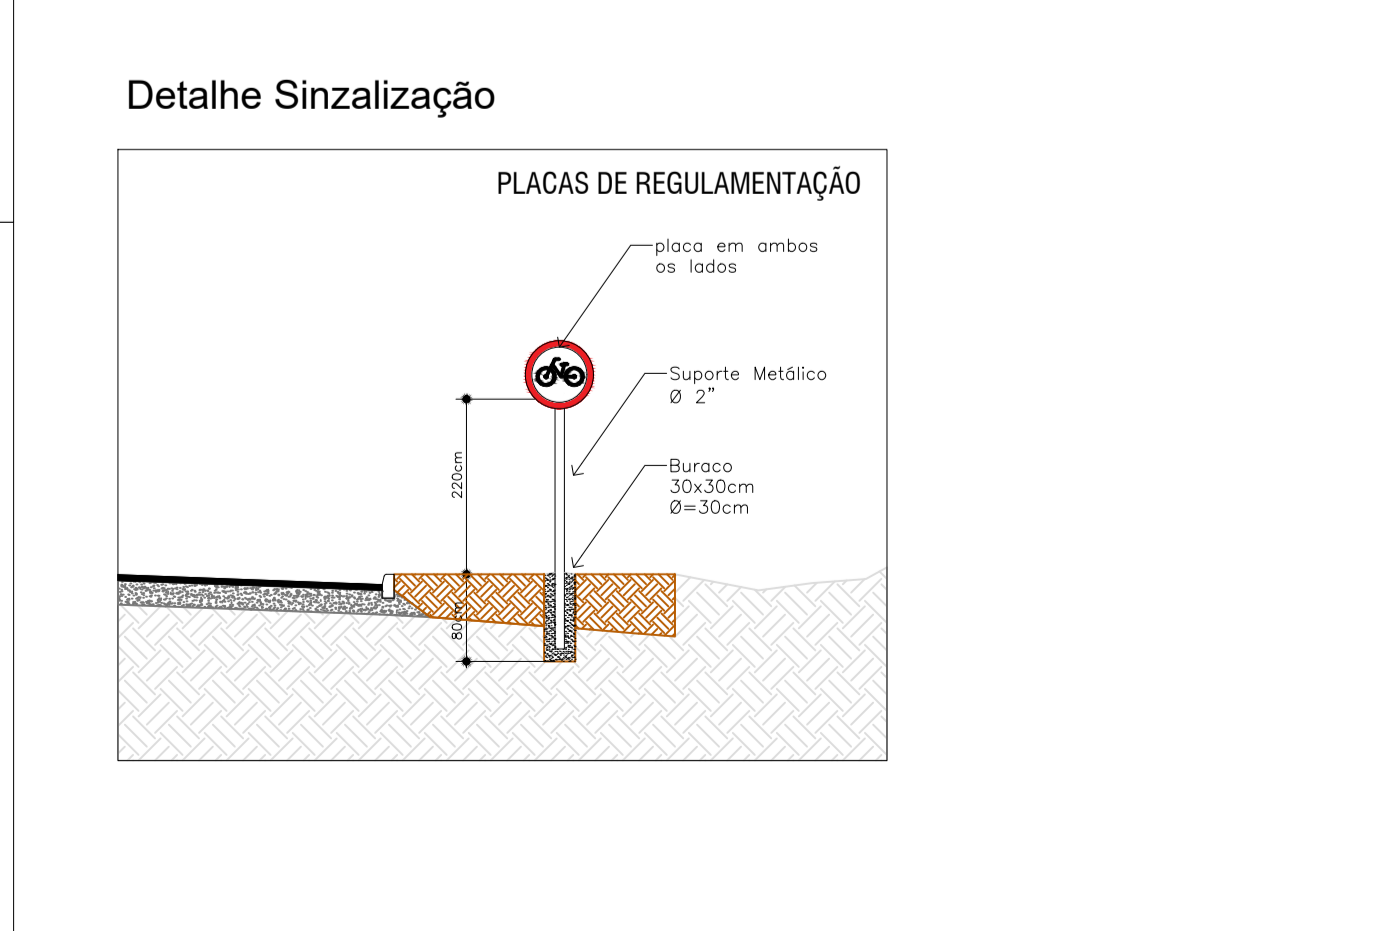 Detalhe Sinzalização
PLACAS DE REGULAMENTAÇÃO
placa em ambos
os lados
Suporte Metálico
Ø 2”
220cm
Buraco
30x30cm
Ø=30cm
80cm